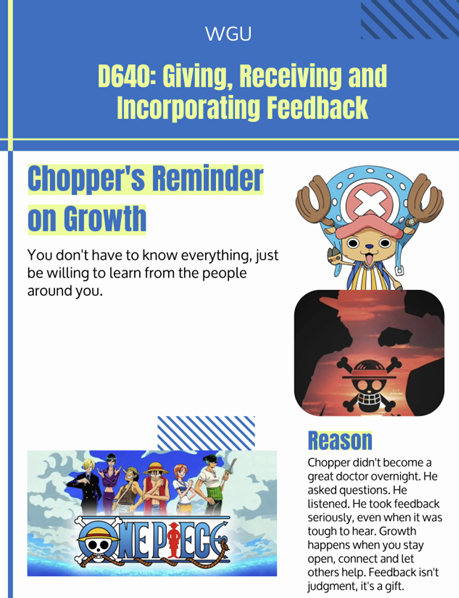 WGU
D640: Giving, Receiving and
Incorporating Feedback
Chopper's Reminder
on Growth
You don't have to know everything, just
be willing to learn from the people
around you.
ONE PIECE
Reason
Chopper didn't become a
great doctor overnight. He
asked questions. He
listened. He took feedback
seriously, even when it was
tough to hear. Growth
happens when you stay
open, connect and let
others help. Feedback isn't
judgment, it's a gift.